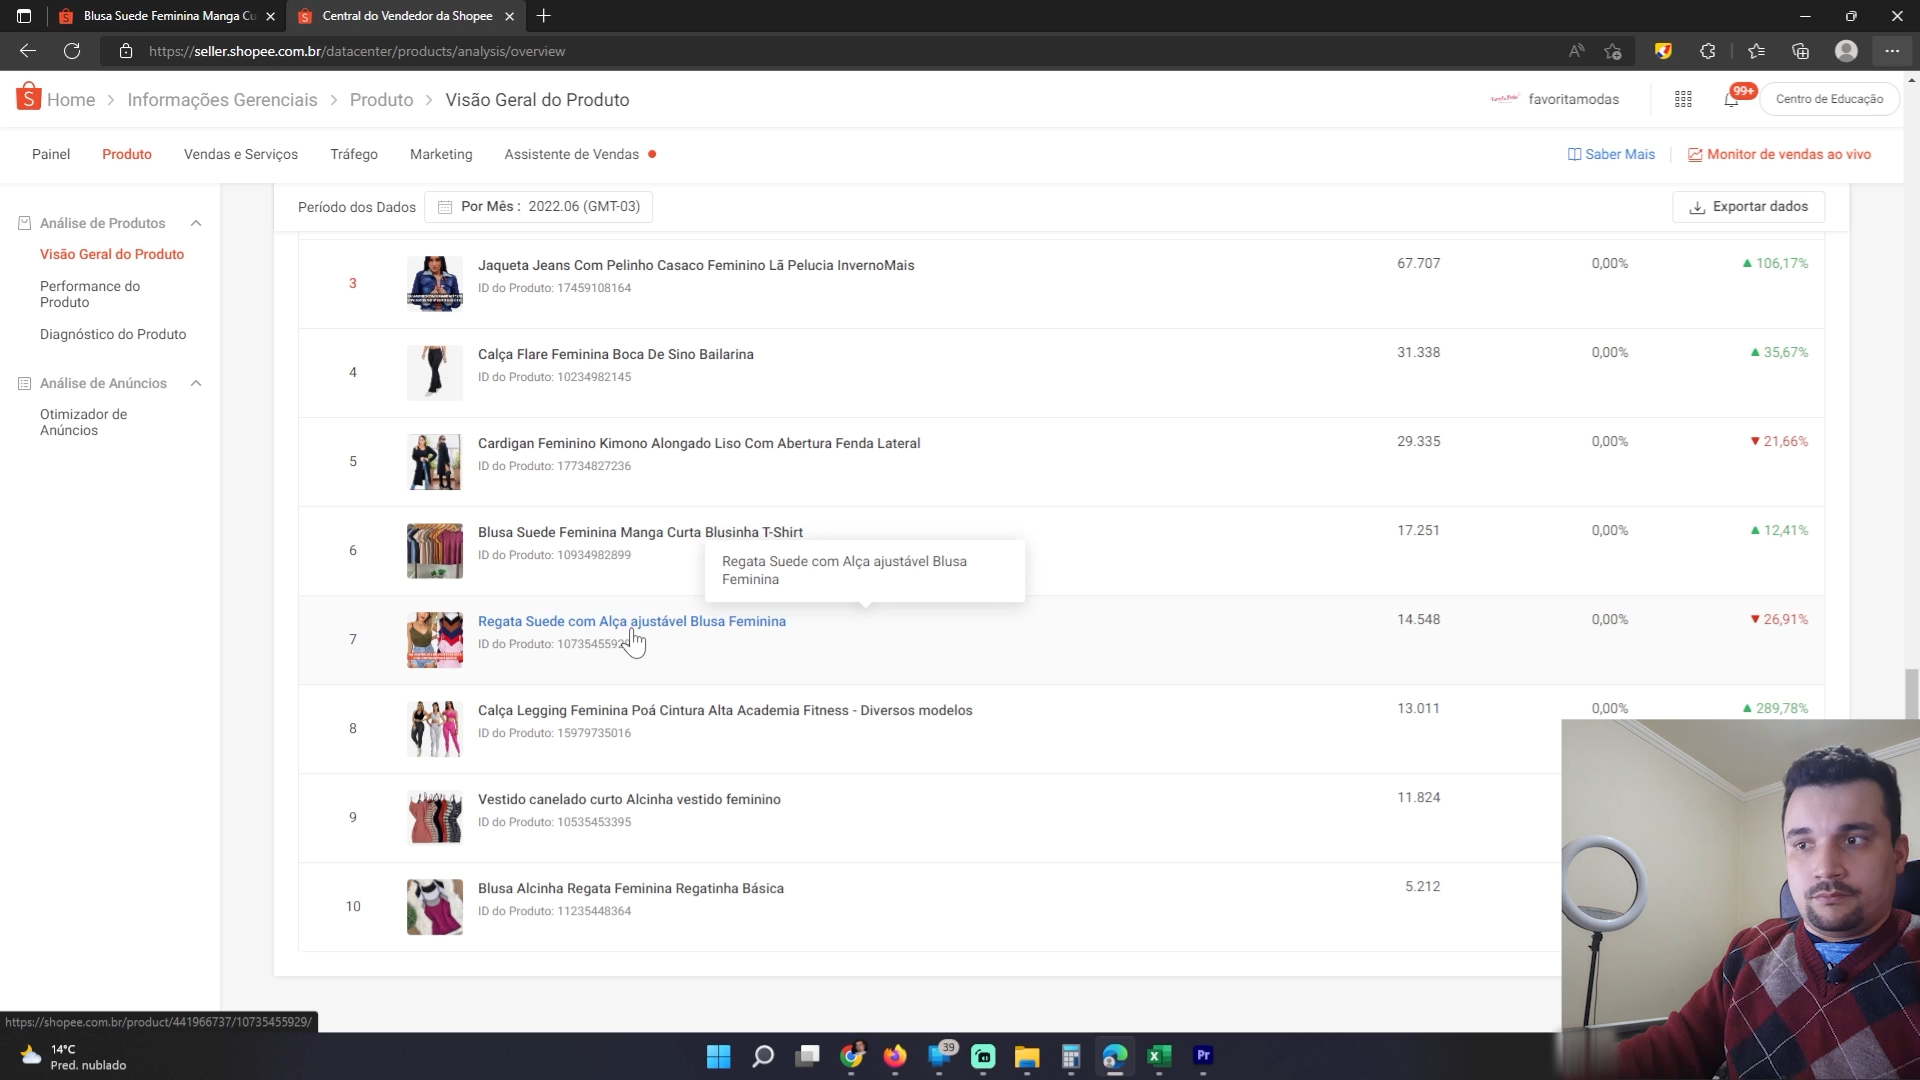 Blusa Suede Feminina Manga Cu
Central do Vendedor da Shopee
https://seller.shopee.com.br/datacenter/products/analysis/overview
Home > Informações Gerenciais > Produto > Visão Geral do Produto
favoritamodas
99+
Centro de Educação
Painel
Produto
Vendas e Serviços
Tráfego
Marketing
Assistente de Vendas
Saber Mais
Monitor de vendas ao vivo
Análise de Produtos
Visão Geral do Produto
Performance do
Produto
Diagnóstico do Produto
Análise de Anúncios
Otimizador de
Anúncios
Período dos Dados
Por Mês : 2022.06 (GMT-03)
Exportar dados
3
Jaqueta Jeans Com Pelinho Casaco Feminino Lã Pelucia InvernoMais
67.707
0,00%
106,17%
ID do Produto: 17459108164
4
Calça Flare Feminina Boca De Sino Bailarina
31.338
0,00%
35,67%
ID do Produto: 10234982145
5
Cardigan Feminino Kimono Alongado Liso Com Abertura Fenda Lateral
29.335
0,00%
21,66%
ID do Produto: 17734827236
6
Blusa Suede Feminina Manga Curta Blusinha T-Shirt
17.251
0,00%
12,41%
ID do Produto: 10934982899
Regata Suede com Alça ajustável Blusa
Feminina
7
Regata Suede com Alça ajustável Blusa Feminina
14.548
0,00%
26,91%
ID do Produto: 10735455929
8
Calça Legging Feminina Poá Cintura Alta Academia Fitness - Diversos modelos
13.011
0,00%
289,78%
ID do Produto: 15979735016
9
Vestido canelado curto Alcinha vestido feminino
11.824
ID do Produto: 10535453395
10
Blusa Alcinha Regata Feminina Regatinha Básica
5.212
ID do Produto: 11235448364
https://shopee.com.br/product/441966737/10735455929/
14°C
Pred. nublado
39
Pr